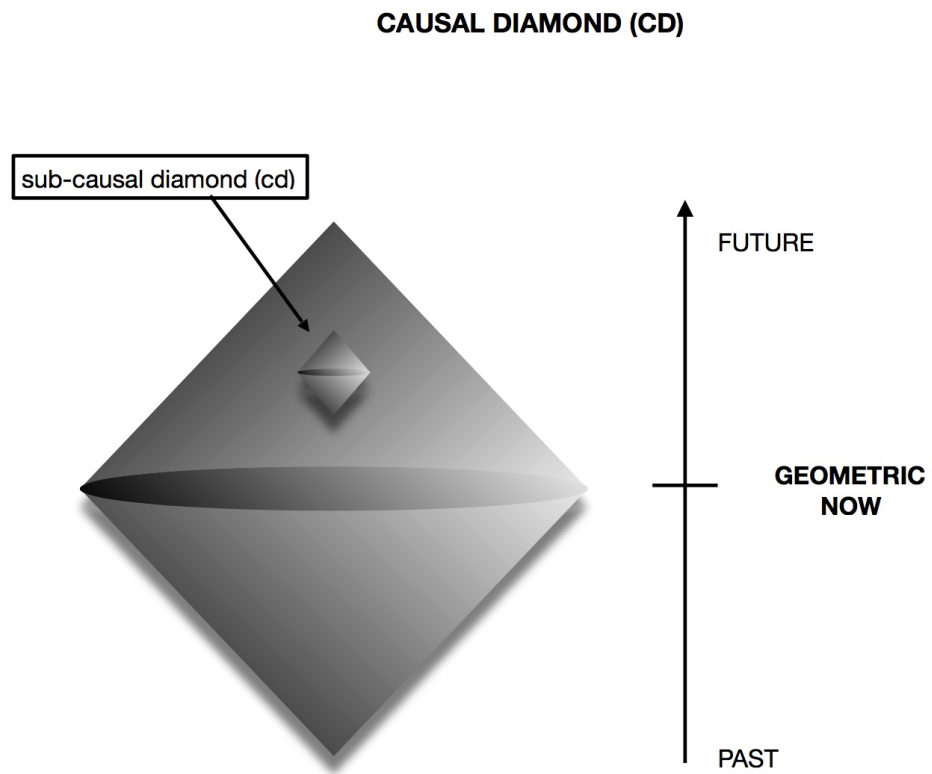 CAUSAL DIAMOND (CD)
sub-causal diamond (cd)
FUTURE
GEOMETRIC
NOW
PAST